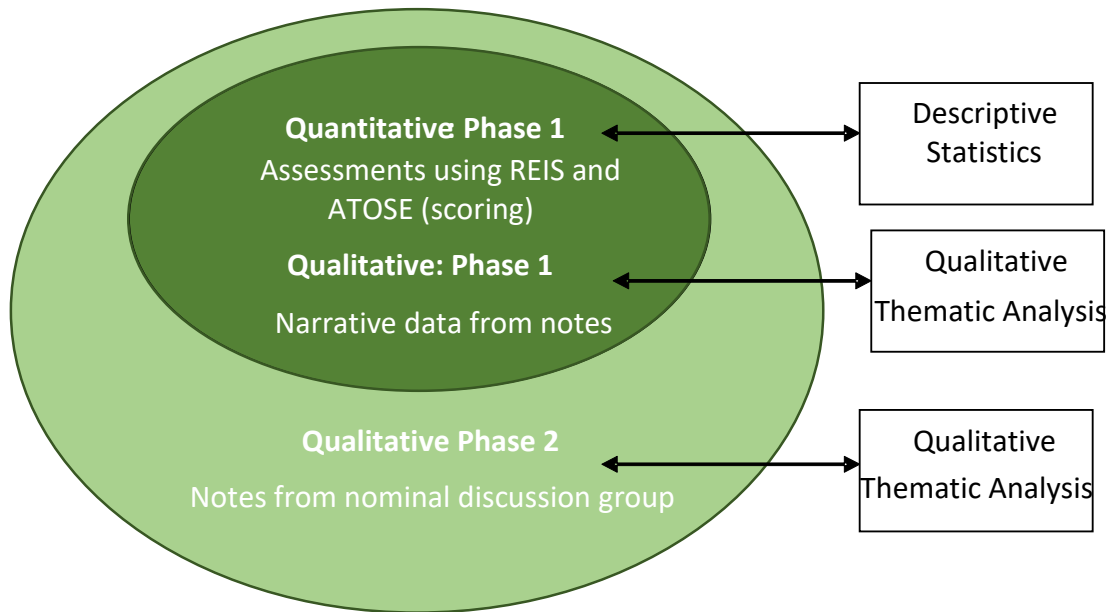 Quantitative Phase 1
Assessments using REIS and
ATOSE (scoring)
Qualitative: Phase 1
Narrative data from notes
Qualitative Phase 2
Notes from nominal discussion group
Descriptive
Statistics
Qualitative
Thematic Analysis
Qualitative
Thematic Analysis